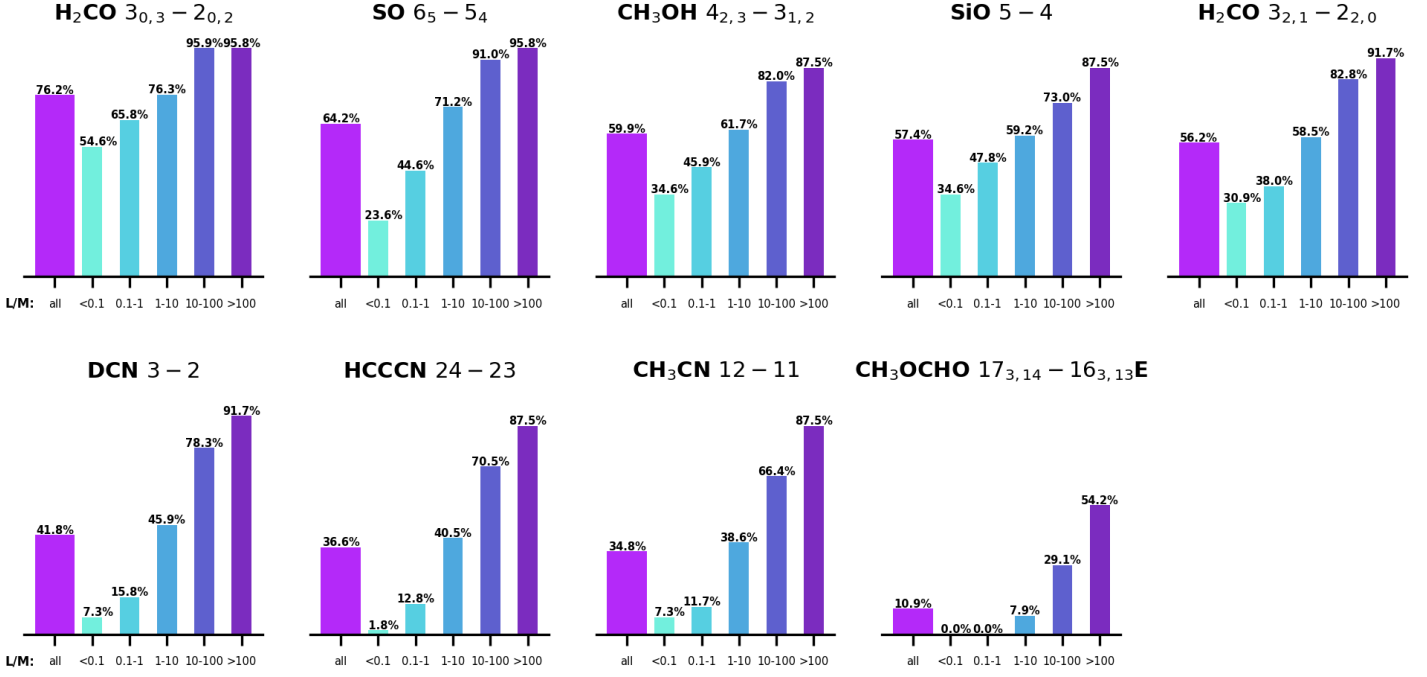 H₂CO 3₀,₃ − 2₀,₂
SO 6₅ − 5₄
CH₃OH 4₂,₃ − 3₁,₂
SiO 5 − 4
H₂CO 3₂,₁ − 2₂,₀
76.2% 54.6% 65.8% 76.3% 95.9% 95.8%
64.2% 23.6% 44.6% 71.2% 91.0% 95.8%
59.9% 34.6% 45.9% 61.7% 82.0% 87.5%
57.4% 34.6% 47.8% 59.2% 73.0% 87.5%
56.2% 30.9% 38.0% 58.5% 82.8% 91.7%
L/M: all <0.1 0.1-1 1-10 10-100 >100
all <0.1 0.1-1 1-10 10-100 >100
all <0.1 0.1-1 1-10 10-100 >100
all <0.1 0.1-1 1-10 10-100 >100
all <0.1 0.1-1 1-10 10-100 >100
DCN 3 − 2
HCCCN 24 − 23
CH₃CN 12 − 11
CH₃OCHO 17₃,₁₄ − 16₃,₁₃E
41.8% 7.3% 15.8% 45.9% 78.3% 91.7%
36.6% 1.8% 12.8% 40.5% 70.5% 87.5%
34.8% 7.3% 11.7% 38.6% 66.4% 87.5%
10.9% 0.0% 0.0% 7.9% 29.1% 54.2%
L/M: all <0.1 0.1-1 1-10 10-100 >100
all <0.1 0.1-1 1-10 10-100 >100
all <0.1 0.1-1 1-10 10-100 >100
all <0.1 0.1-1 1-10 10-100 >100